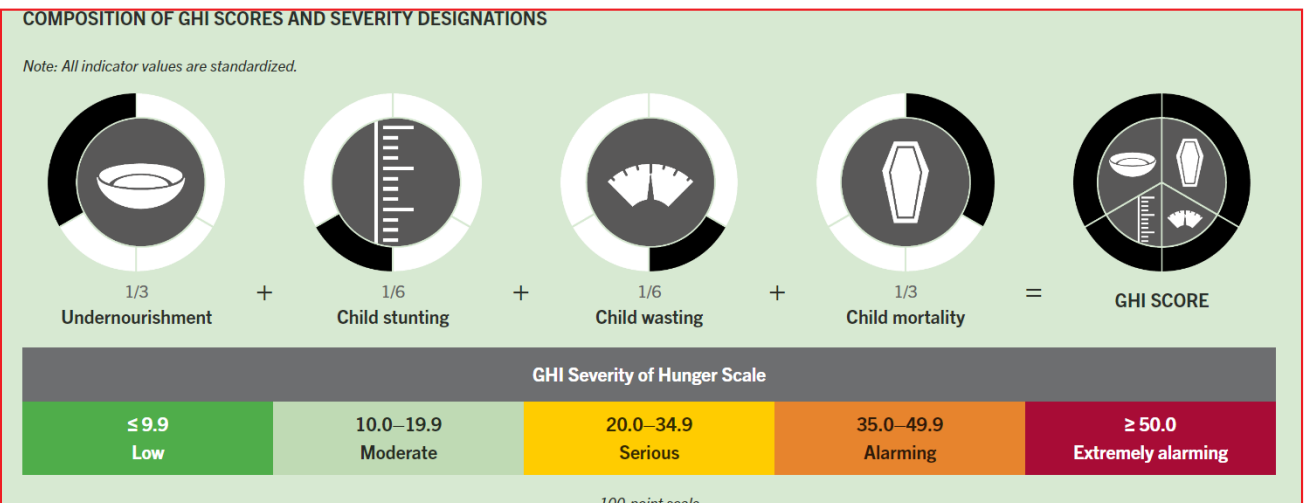 COMPOSITION OF GHI SCORES AND SEVERITY DESIGNATIONS
Note: All indicator values are standardized.
1/3 + 1/6 + 1/6 + 1/3 = GHI SCORE
Undernourishment Child stunting Child wasting Child mortality
GHI Severity of Hunger Scale
≤ 9.9 10.0–19.9 20.0–34.9 35.0–49.9 ≥ 50.0
Low Moderate Serious Alarming Extremely alarming
100-point scale